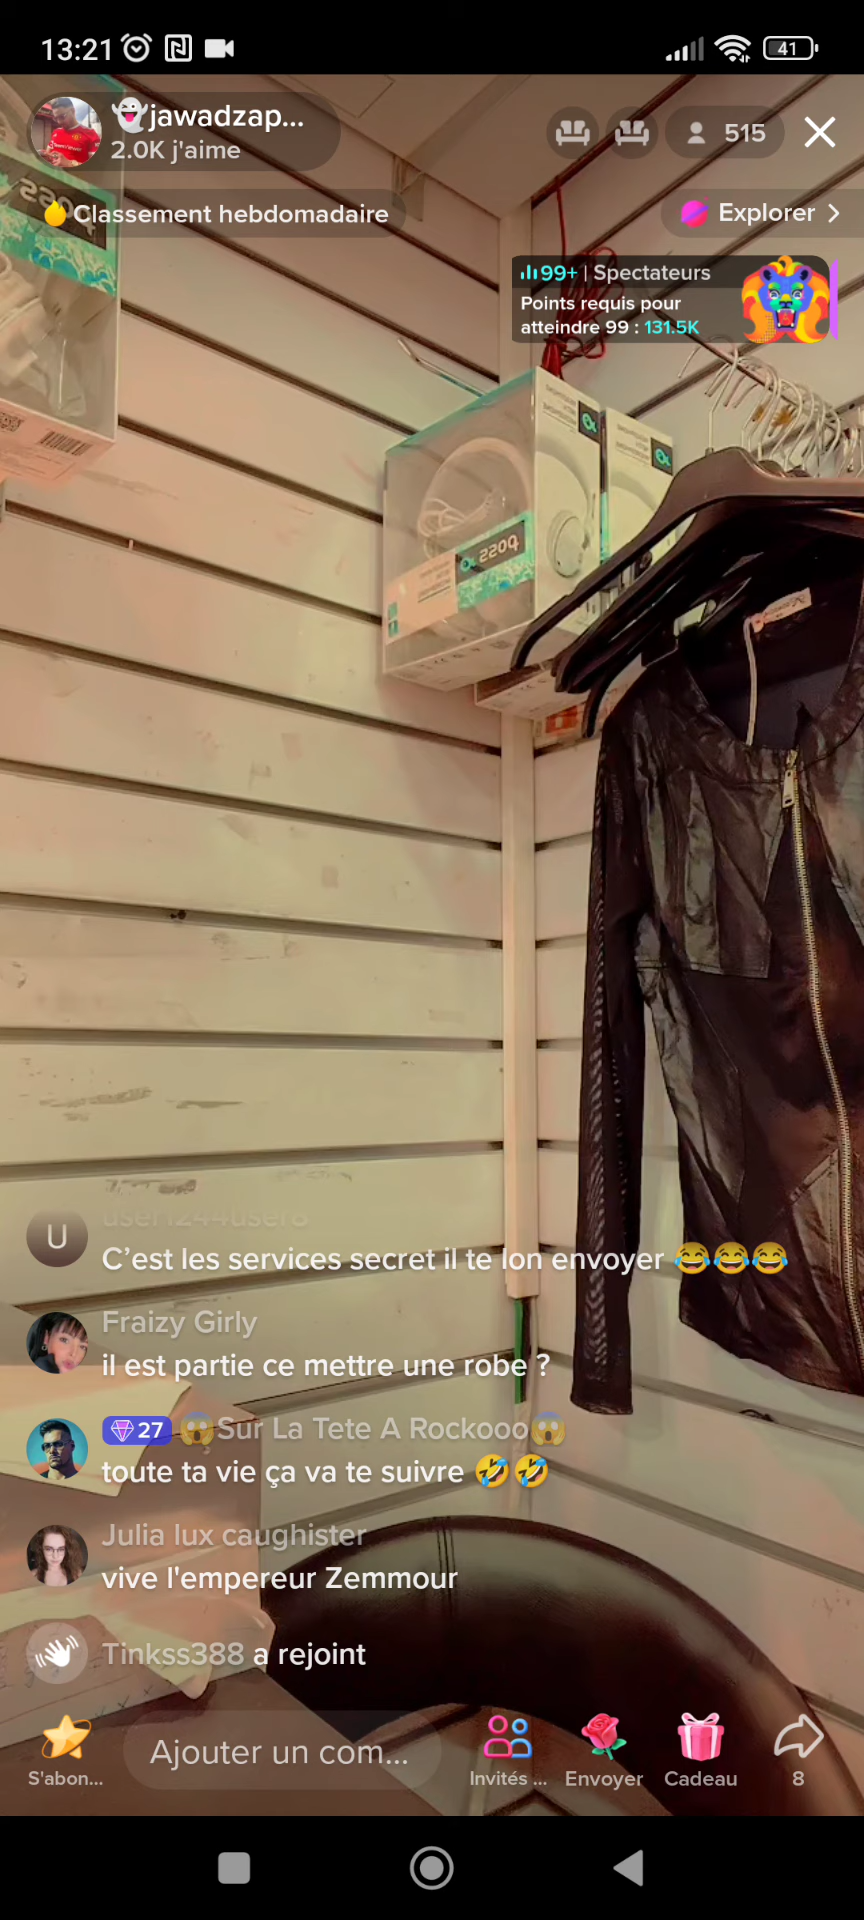 13:21
41
👻jawadzap...
2.0K j'aime
515
Classement hebdomadaire
Explorer >
99+ | Spectateurs
Points requis pour
atteindre 99 : 131.5K
poss
poss
user1244user8
U
C'est les services secret il te lon envoyer 😂😂😂
Fraizy Girly
il est partie ce mettre une robe ?
27 😱Sur La Tete A Rockooo😱
toute ta vie ça va te suivre 🤣🤣
Julia lux caughister
vive l'empereur Zemmour
Tinkss388 a rejoint
Ajouter un com...
S'abon...
Invités ...
Envoyer
Cadeau
8